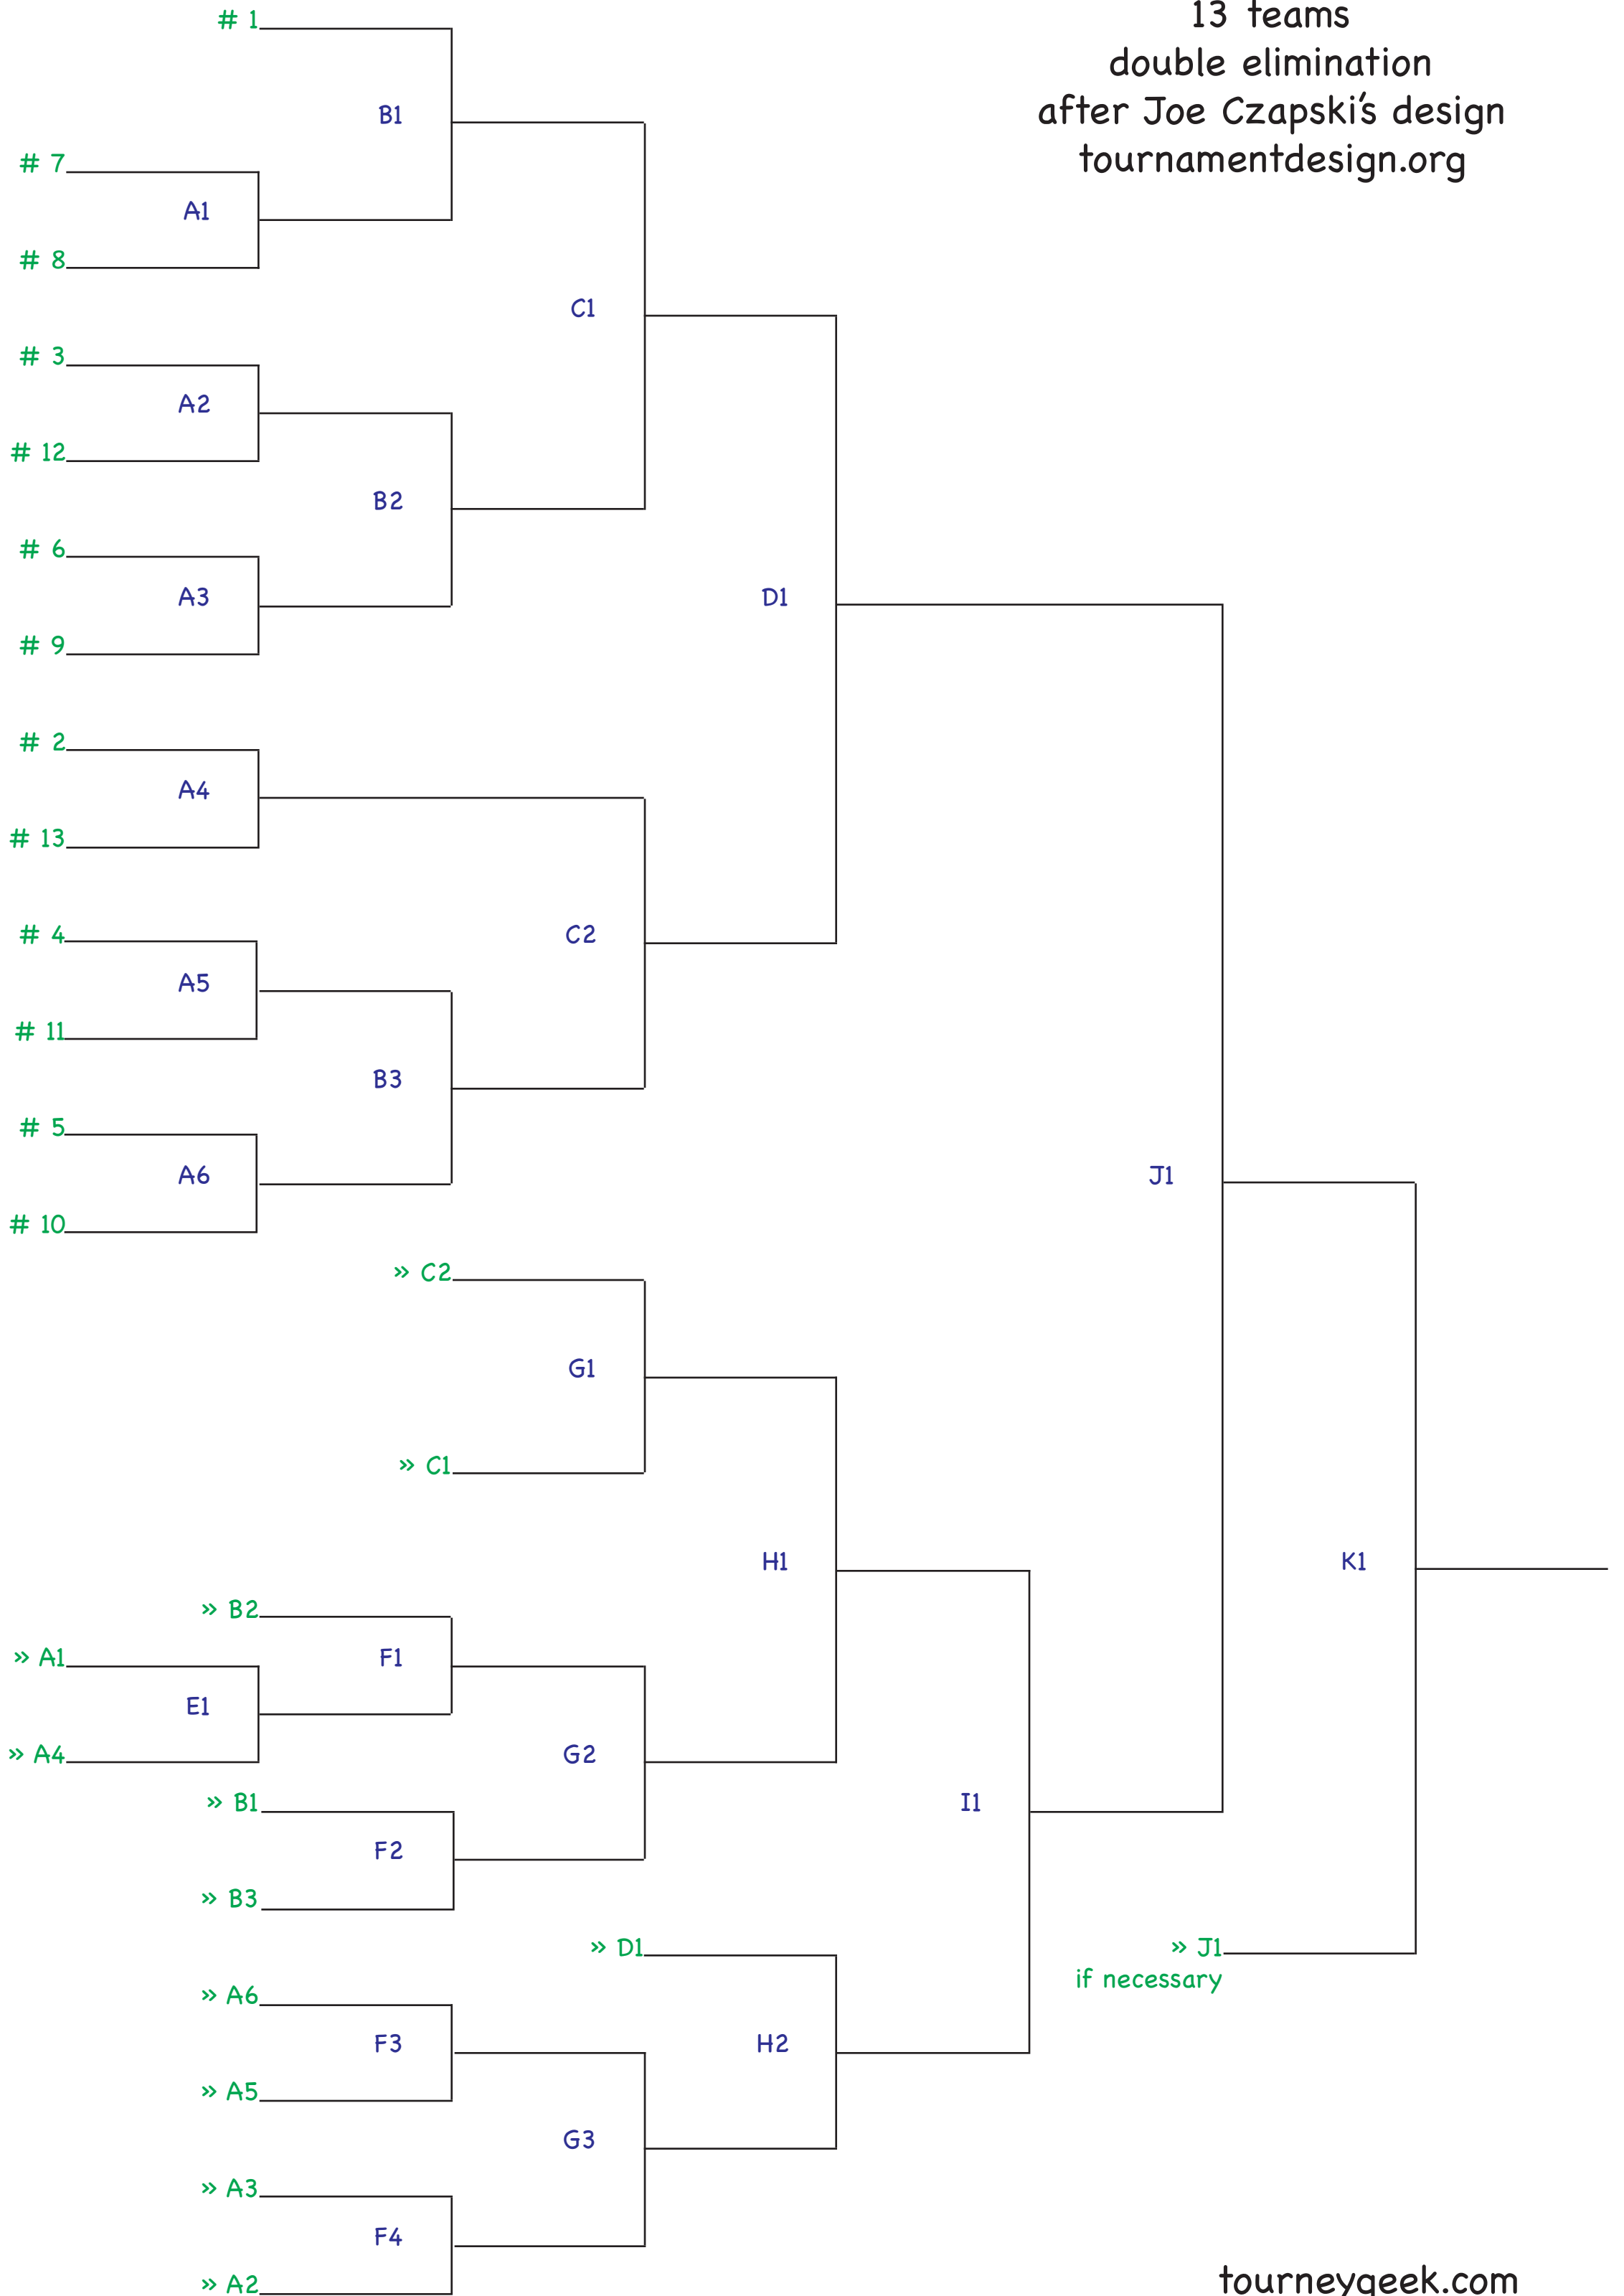 13 teams
double elimination
after Joe Czapski's design
tournamentdesign.org
# 1
B1
# 7
A1
# 8
C1
# 3
A2
# 12
B2
# 6
A3
# 9
D1
# 2
A4
# 13
C2
# 4
A5
# 11
B3
# 5
A6
# 10
J1
» C2
G1
» C1
H1
K1
» B2
» A1
F1
E1
» A4
G2
» B1
I1
F2
» B3
» D1
» J1
if necessary
» A6
F3
H2
» A5
G3
» A3
F4
» A2
tourneygeek.com